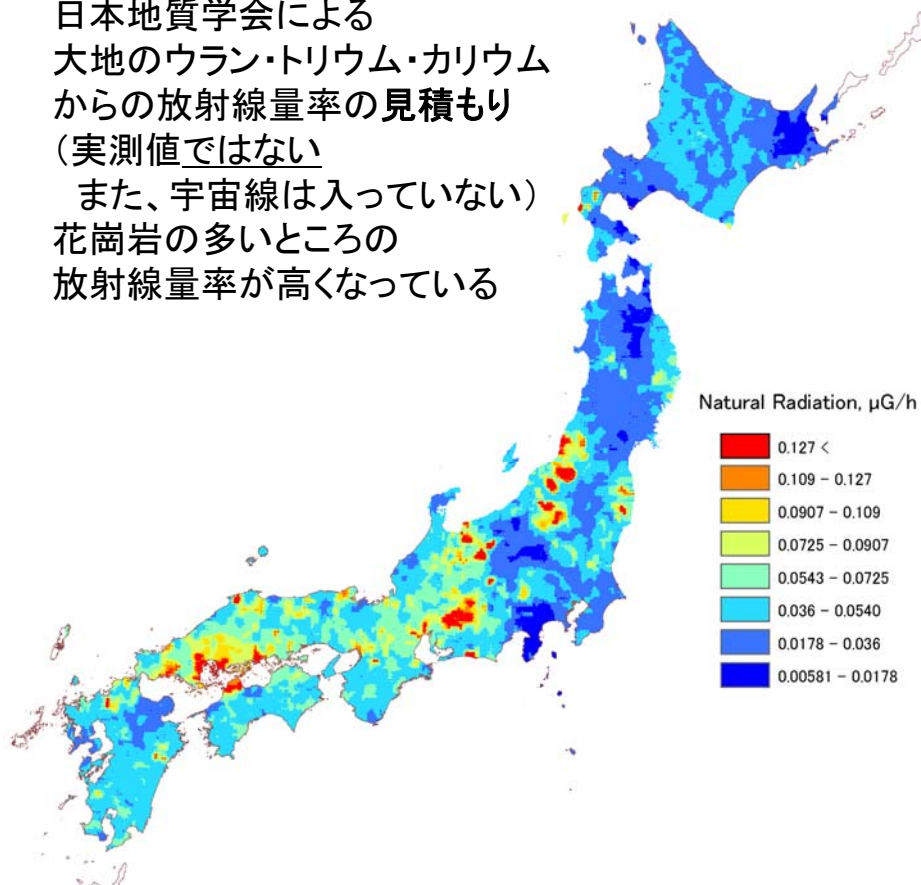 日本地質学会による
大地のウラン・トリウム・カリウム
からの放射線量率の見積もり
（実測値ではない
また、宇宙線は入っていない）
花崗岩の多いところの
放射線量率が高くなっている
Natural Radiation, μG/h
0.127 <
0.109 – 0.127
0.0907 – 0.109
0.0725 – 0.0907
0.0543 – 0.0725
0.036 – 0.0540
0.0178 – 0.036
0.00581 – 0.0178